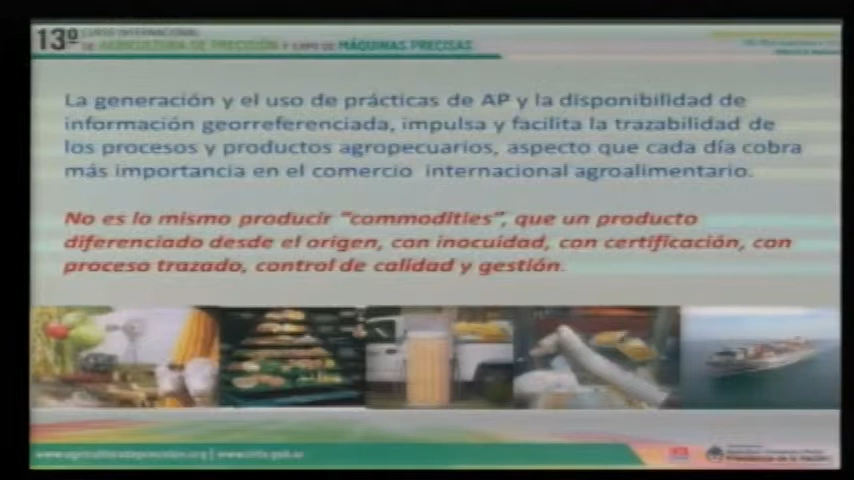 13º CURSO INTERNACIONAL
DE AGRICULTURA DE PRECISIÓN Y EXPO DE MÁQUINAS PRECISAS
La generación y el uso de prácticas de AP y la disponibilidad de
información georreferenciada, impulsa y facilita la trazabilidad de
los procesos y productos agropecuarios, aspecto que cada día cobra
más importancia en el comercio internacional agroalimentario.
No es lo mismo producir “commodities”, que un producto
diferenciado desde el origen, con inocuidad, con certificación, con
proceso trazado, control de calidad y gestión.
www.agriculturadeprecision.org | www.inta.gob.ar
Presidencia de la Nación